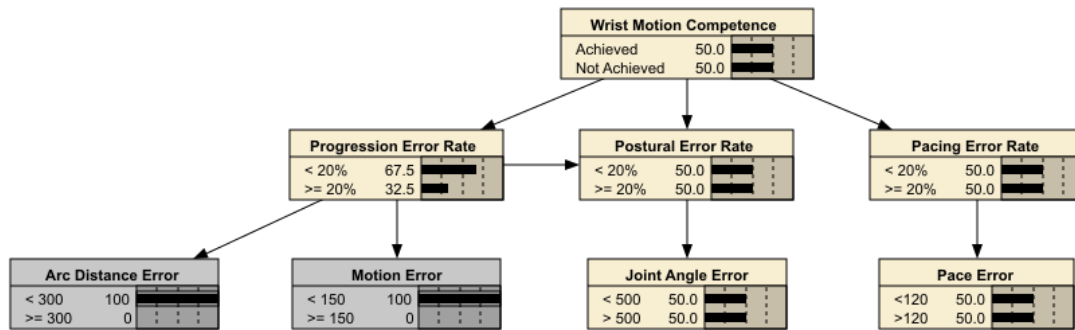 Wrist Motion Competence
Achieved 50.0
Not Achieved 50.0
Progression Error Rate
< 20% 67.5
>= 20% 32.5
Postural Error Rate
< 20% 50.0
>= 20% 50.0
Pacing Error Rate
< 20% 50.0
>= 20% 50.0
Arc Distance Error
< 300 100
>= 300 0
Motion Error
< 150 100
>= 150 0
Joint Angle Error
< 500 50.0
> 500 50.0
Pace Error
<120 50.0
>120 50.0